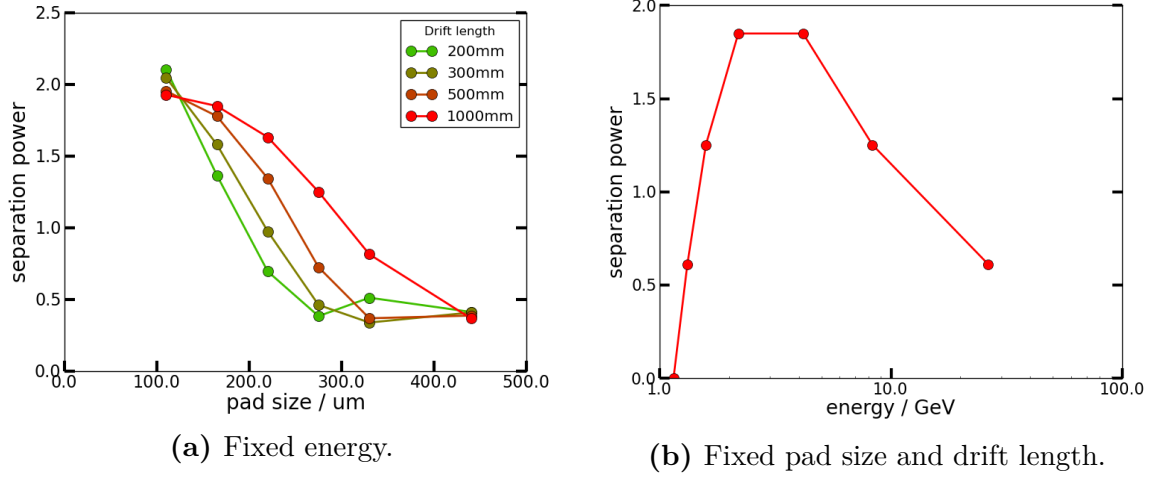 2.5
2.0
1.5
1.0
0.5
0.0
separation power
Drift length
200mm
300mm
500mm
1000mm
0.0 100.0 200.0 300.0 400.0 500.0
pad size / um
(a) Fixed energy.
2.0
1.5
1.0
0.5
0.0
separation power
1.0 10.0 100.0
energy / GeV
(b) Fixed pad size and drift length.